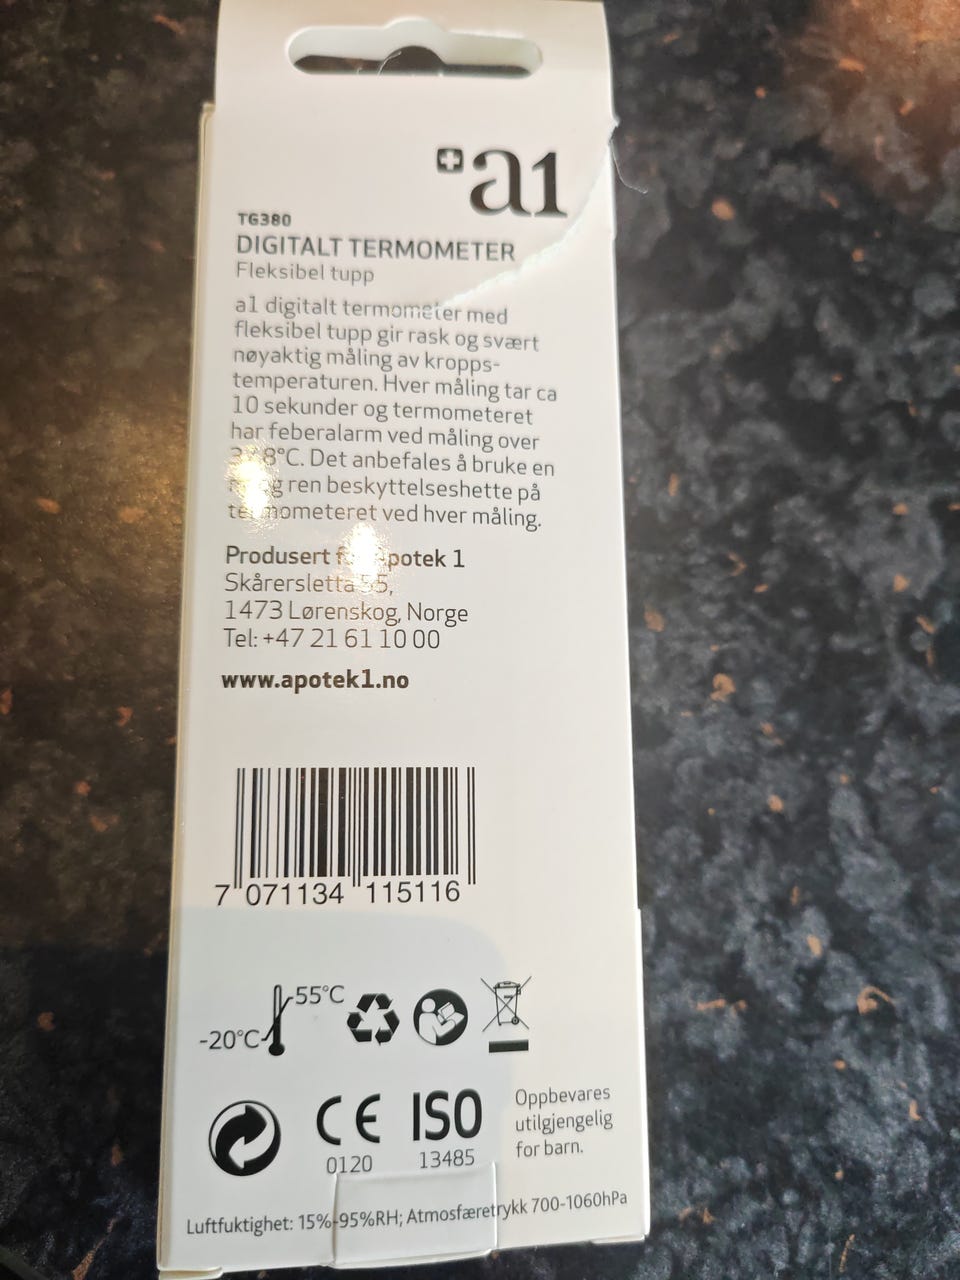 a1
TG380
DIGITALT TERMOMETER
Fleksibel tupp
a1 digitalt termometer med
fleksibel tupp gir rask og svært
nøyaktig måling av kropps-
temperaturen. Hver måling tar ca
10 sekunder og termometeret
har feberalarm ved måling over
Det anbefales å bruke en
ren beskyttelseshette på
termometeret ved hver måling.
Produsert for Apotek 1
Skårersletta 55,
1473 Lørenskog, Norge
Tel: +47 21 61 10 00
www.apotek1.no
7 071134 115116
55°C
-20°C
CE ISO
0120 13485
Oppbevares
utilgjengelig
for barn.
Luftfuktighet: 15%-95%RH; Atmosfæretrykk 700-1060hPa